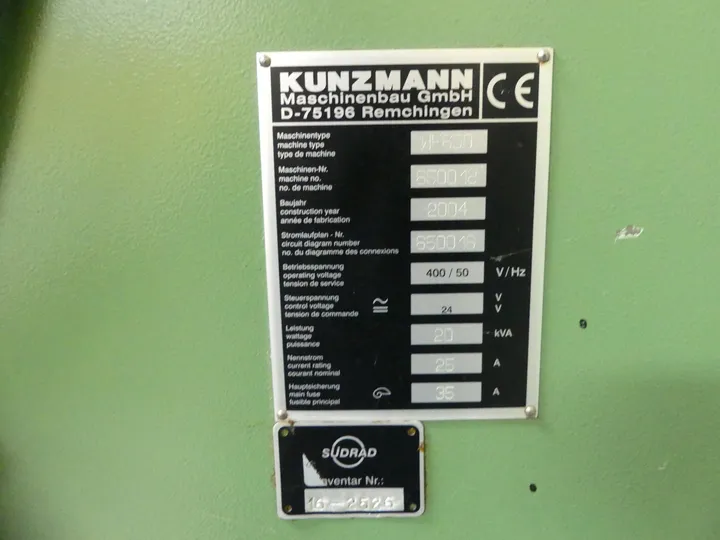 KUNZMANN
Maschinenbau GmbH
D-75196 Remchingen
CE
Maschinentype
machine type
type de machine
WF650
Maschinen-Nr.
machine no.
no. de machine
Baujahr
construction year
année de fabrication
2004
Stromlaufplan - Nr.
circuit diagram number
no. du diagramme des connexions
Betriebsspannung
operating voltage
tension de service
400 / 50 V/Hz
Steuerspannung
control voltage
tension de commande
≅
24
V
V
Leistung
wattage
puissance
20 kVA
Nennstrom
current rating
courant nominal
25 A
Hauptsicherung
main fuse
fusible principal
35 A
SÜDRAD
nventar Nr.:
16-2526